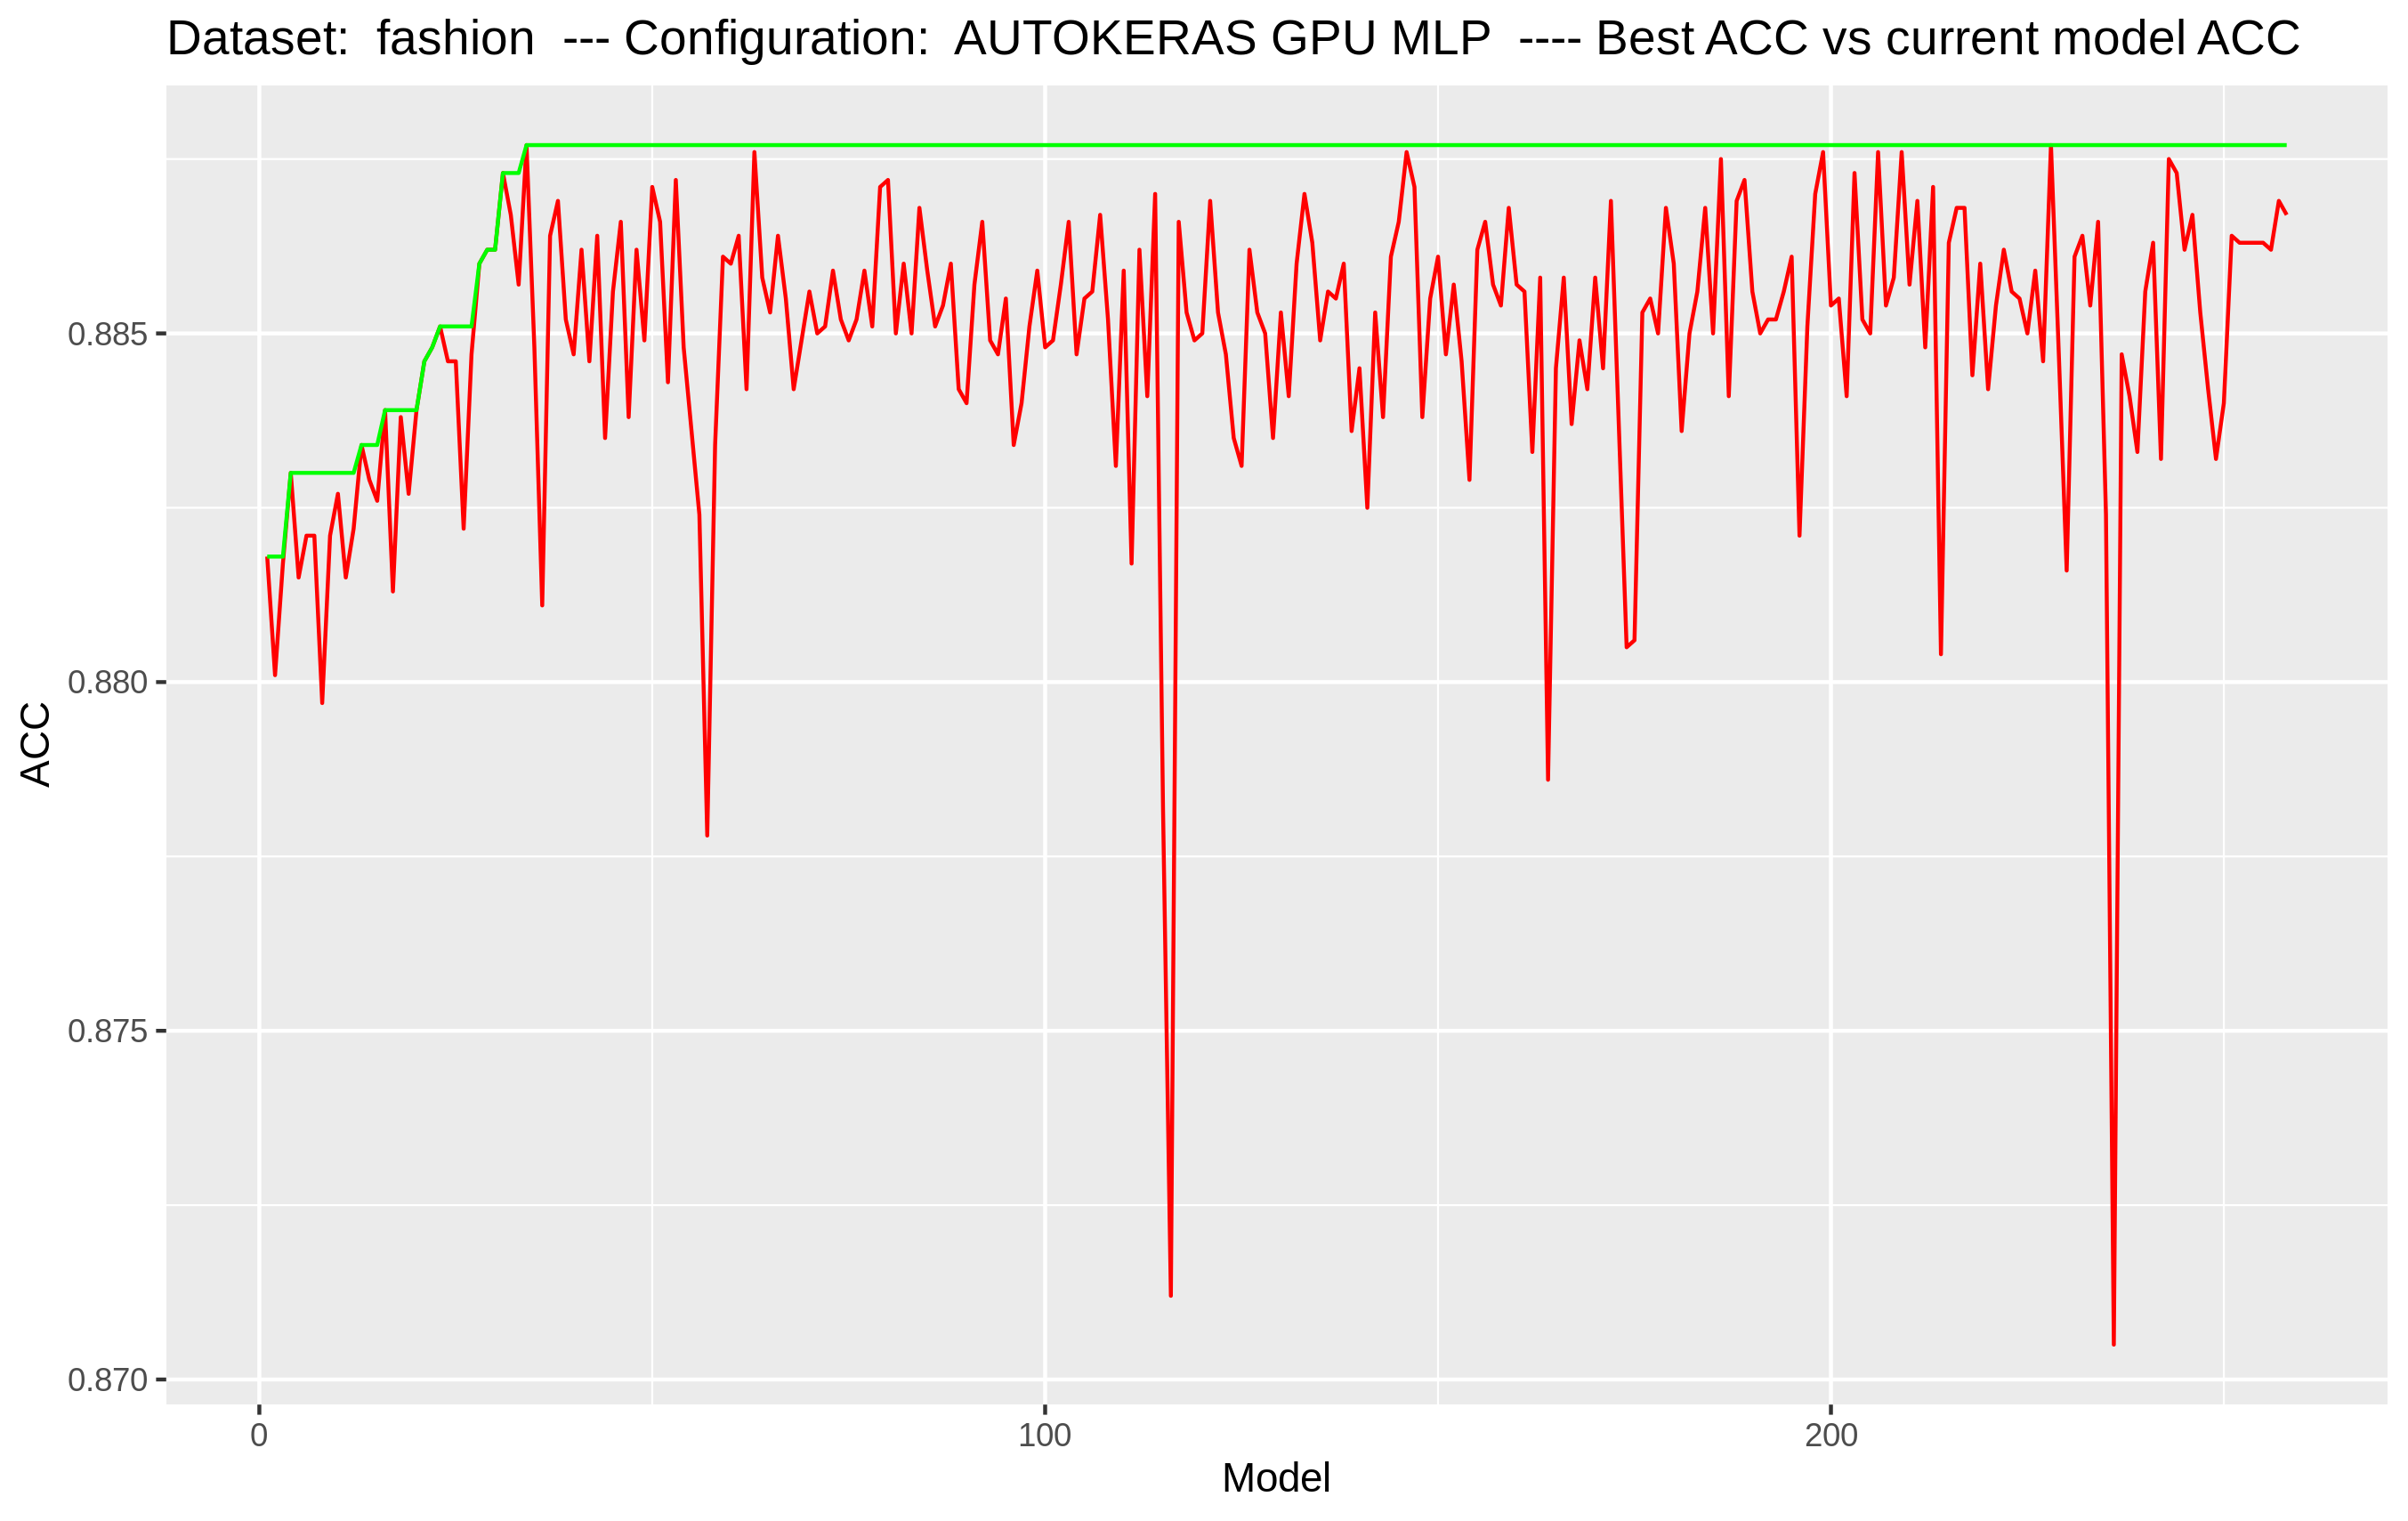 Dataset:  fashion  --- Configuration:  AUTOKERAS GPU MLP  ---- Best ACC vs current model ACC
0.885
0.880
ACC
0.875
0.870
0 100 200
Model